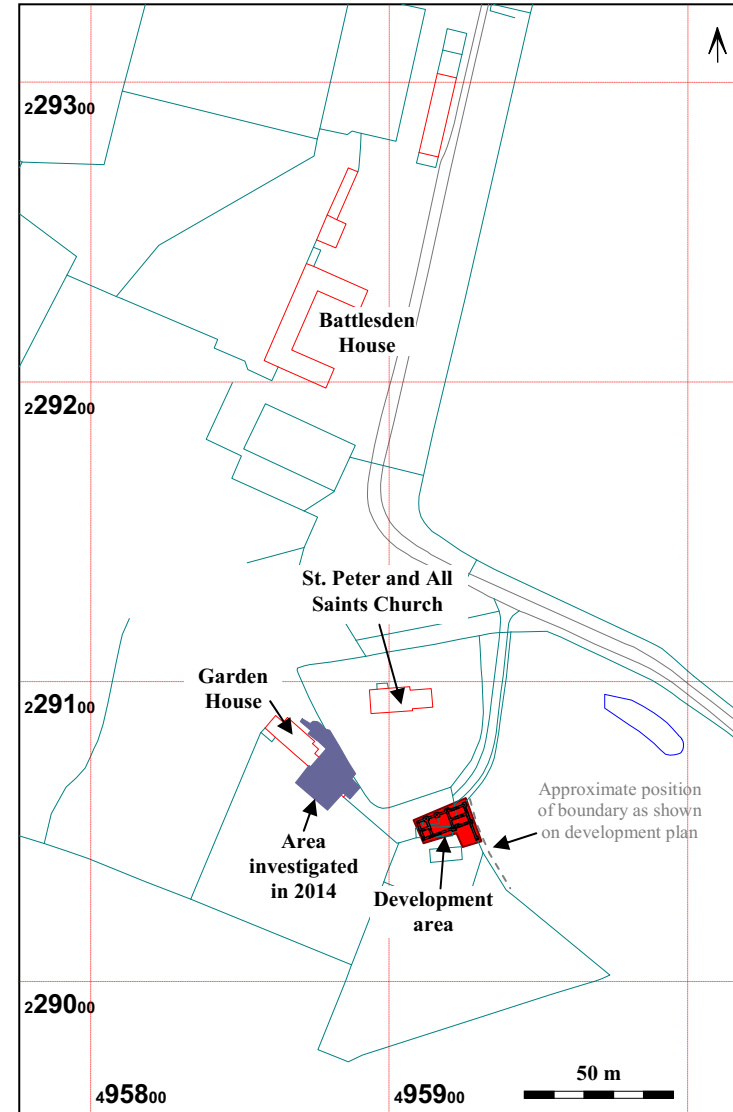 229300
Battlesden
House
229200
St. Peter and All
Saints Church
Garden
House
229100
Approximate position
of boundary as shown
on development plan
Area
investigated
in 2014
Development
area
229000
50 m
495800
495900